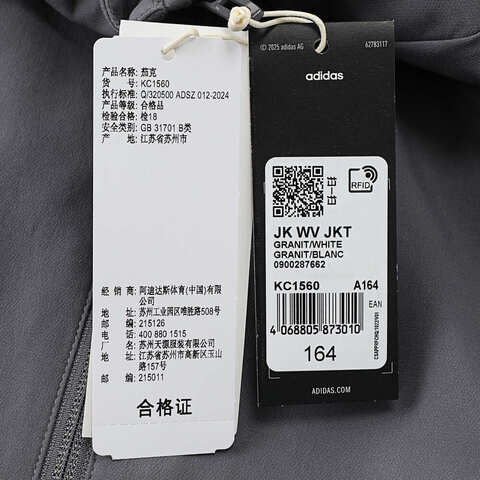 产品名称: 茄克
货 号: KC1560
执行标准: Q/320500 ADSZ 012-2024
产品等级: 合格品
检验合格: 检18
安全类别: GB 31701 B类
产 地: 江苏省苏州市
经 销 商: 阿迪达斯体育(中国)有限公司
地 址: 苏州工业园区唯胜路508号
邮 编: 215126
电 话: 400 880 1515
制 造 商: 苏州天源服装有限公司
地 址: 江苏省苏州市高新区玉山路157号
邮 编: 215011
合格证
© 2025 adidas AG
62783117
adidas
RFID
JK WV JKT
GRANIT/WHITE
GRANIT/BLANC
0900287662
KC1560 A164
EAN
4 068805 873010
164
ADIDAS.COM